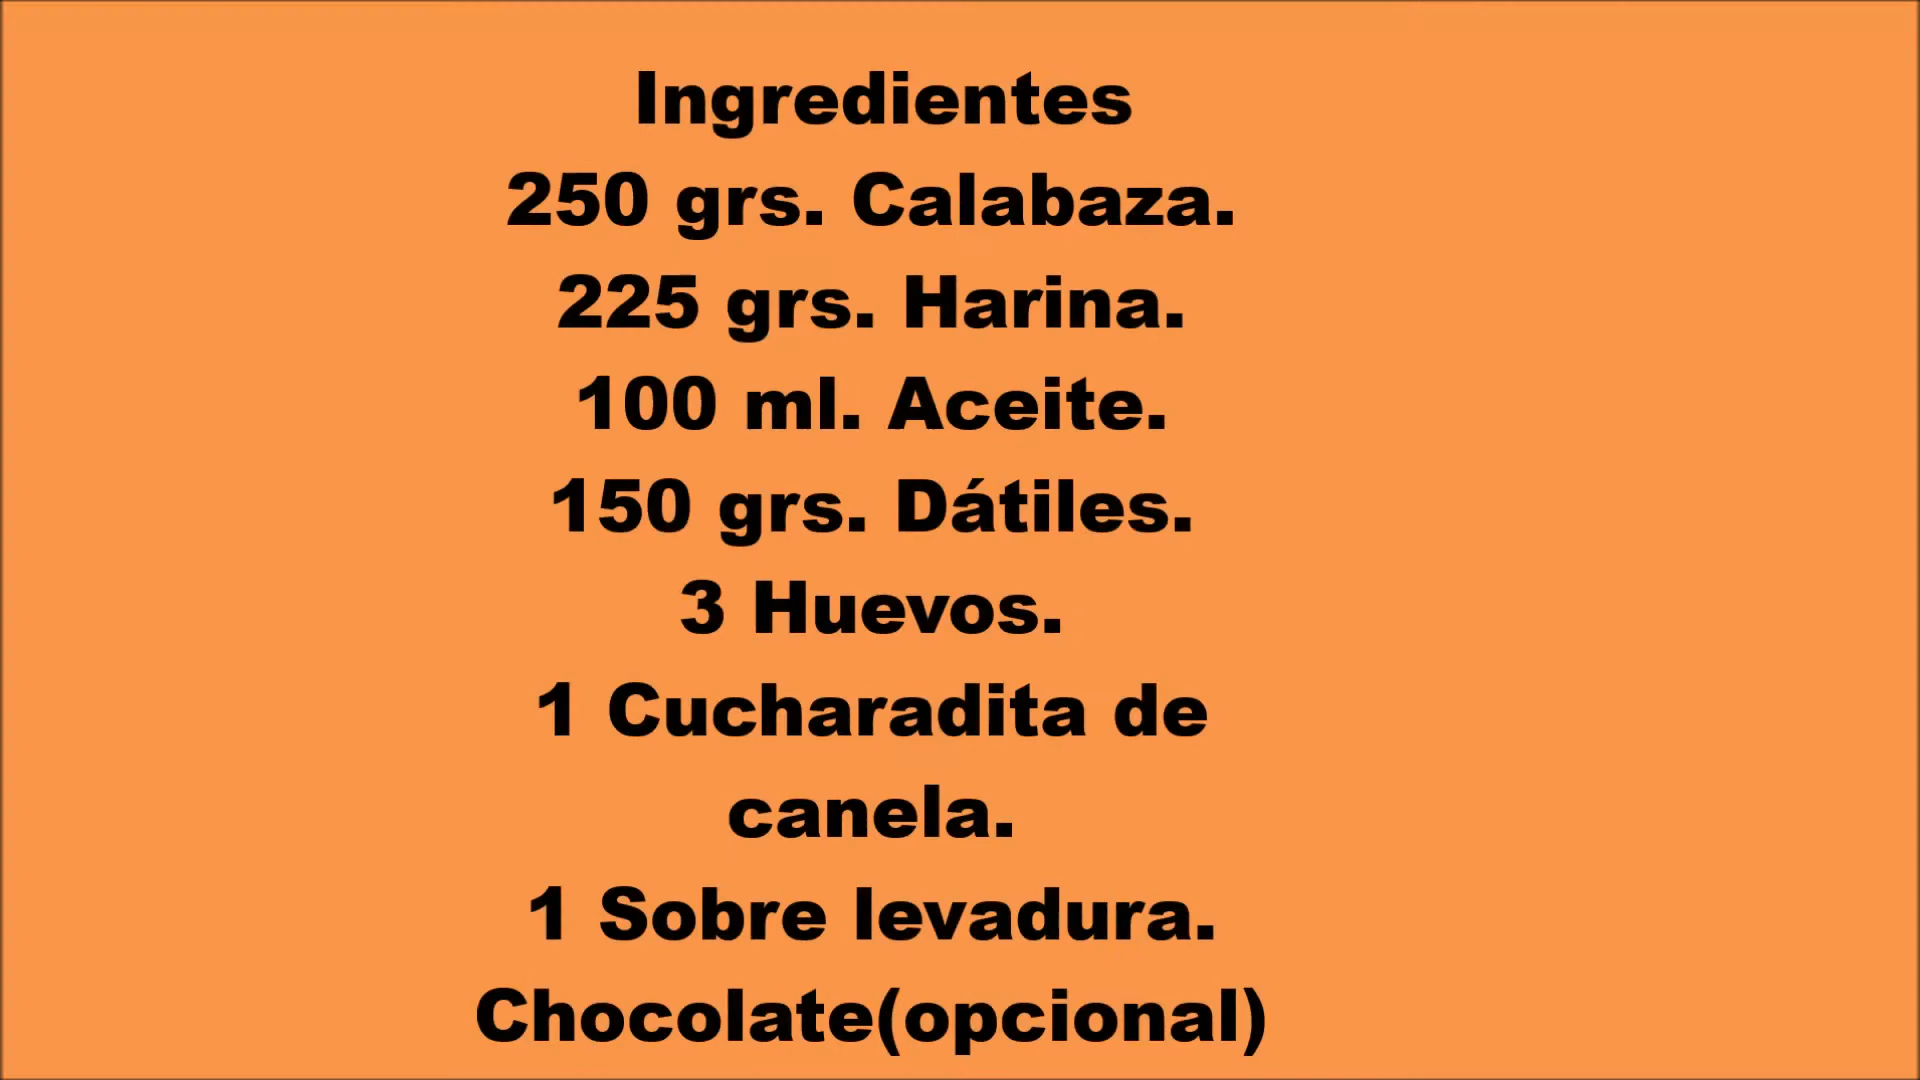 Ingredientes
250 grs. Calabaza.
225 grs. Harina.
100 ml. Aceite.
150 grs. Dátiles.
3 Huevos.
1 Cucharadita de
canela.
1 Sobre levadura.
Chocolate(opcional)